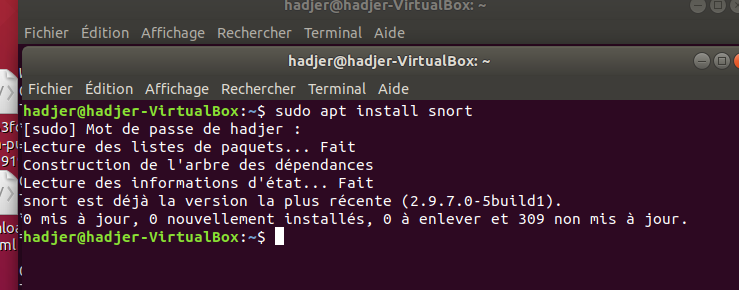 hadjer@hadjer-VirtualBox: ~
Fichier Édition Affichage Rechercher Terminal Aide
hadjer@hadjer-VirtualBox: ~
Fichier Édition Affichage Rechercher Terminal Aide
hadjer@hadjer-VirtualBox:~$ sudo apt install snort
[sudo] Mot de passe de hadjer :
Lecture des listes de paquets... Fait
Construction de l'arbre des dépendances
Lecture des informations d'état... Fait
snort est déjà la version la plus récente (2.9.7.0-5build1).
0 mis à jour, 0 nouvellement installés, 0 à enlever et 309 non mis à jour.
hadjer@hadjer-VirtualBox:~$